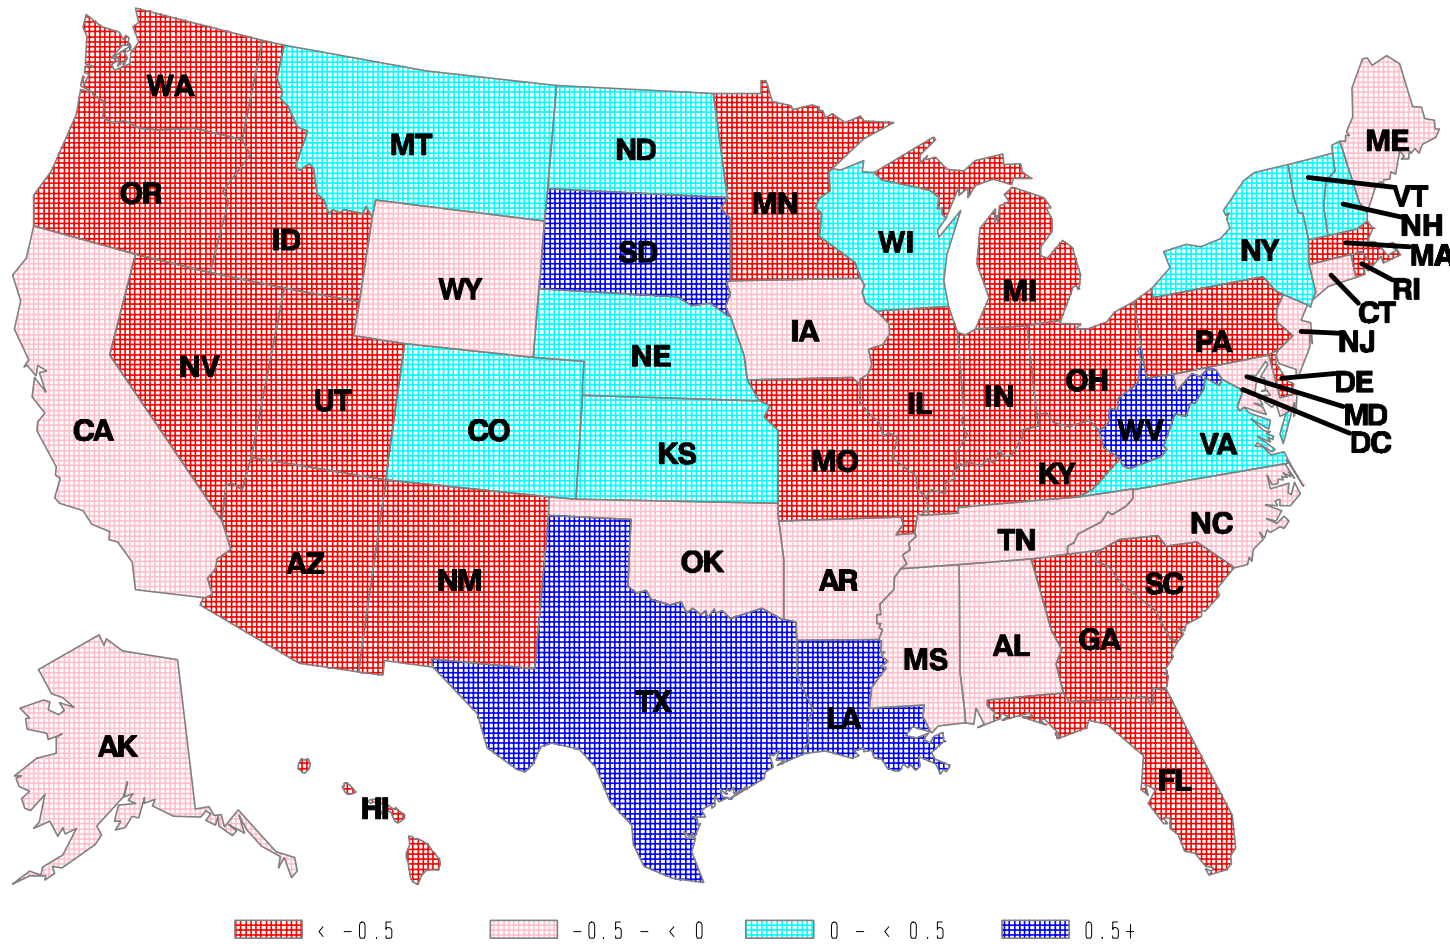 WA
MT
ND
ME
OR
MN
VT
ID
WI
NH
SD
NY
MA
WY
MI
RI
CT
IA
NJ
NV
NE
PA
UT
OH
DE
IL
IN
MD
CA
CO
WV
DC
KS
VA
MO
KY
NC
TN
AZ
OK
NM
AR
SC
GA
AL
MS
TX
LA
AK
FL
HI
< -0.5 -0.5 - < 0 0 - < 0.5 0.5+